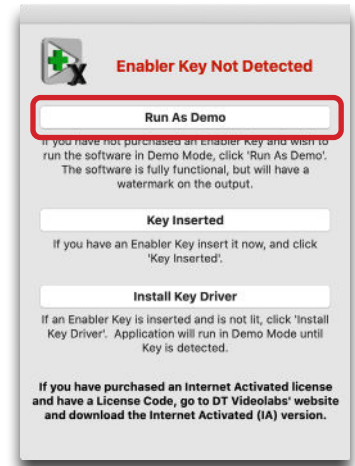 X
Enabler Key Not Detected
Run As Demo
If you have not purchased an Enabler Key and wish to
run the software in Demo Mode, click 'Run As Demo'.
The software is fully functional, but will have a
watermark on the output.
Key Inserted
If you have an Enabler Key insert it now, and click
'Key Inserted'.
Install Key Driver
If an Enabler Key is inserted and is not lit, click 'Install
Key Driver'.  Application will run in Demo Mode until
Key is detected.
If you have purchased an Internet Activated license
and have a License Code, go to DT Videolabs' website
and download the Internet Activated (IA) version.